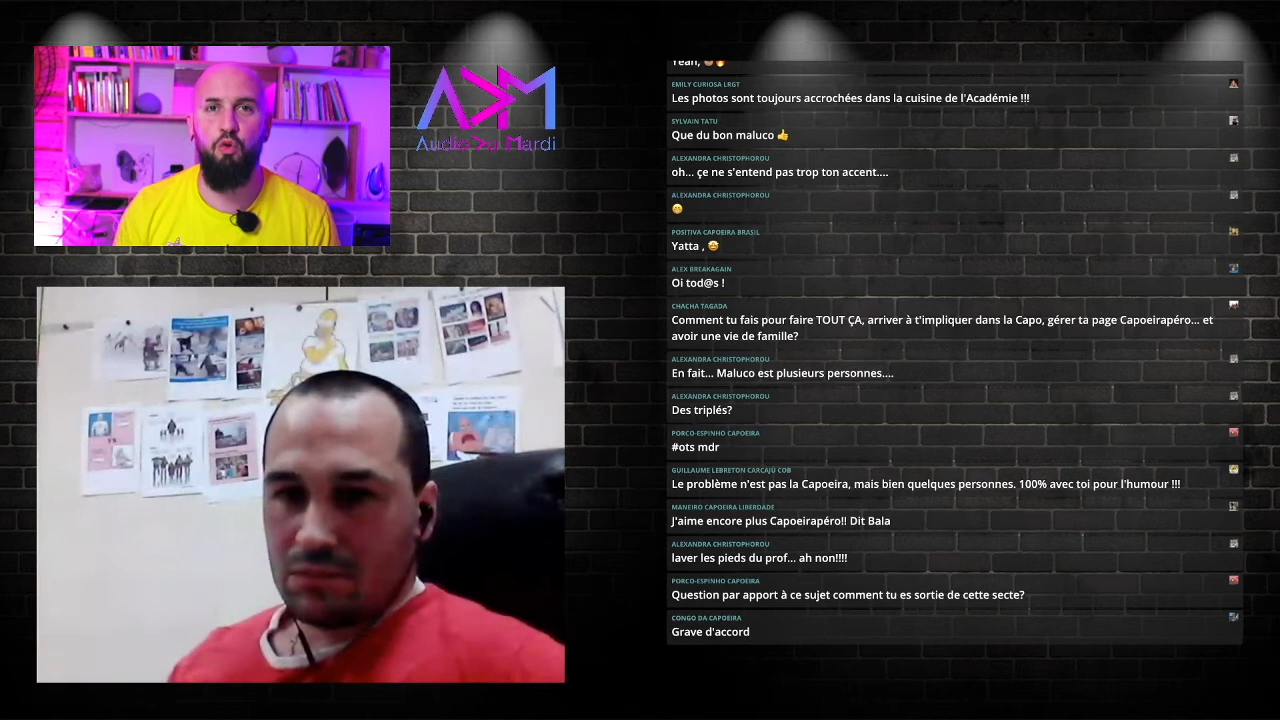 ADM
Audio Du Mardi
VS
Yeah, 🙈🔥
EMILY CURIOSA LRGT
Les photos sont toujours accrochées dans la cuisine de l'Académie !!!
SYLVAIN TATU
Que du bon maluco 👍
ALEXANDRA CHRISTOPHOROU
oh... çe ne s'entend pas trop ton accent....
ALEXANDRA CHRISTOPHOROU
😁
POSITIVA CAPOEIRA BRASIL
Yatta , 🤩
ALEX BREAKAGAIN
Oi tod@s !
CHACHA TAGADA
Comment tu fais pour faire TOUT ÇA, arriver à t'impliquer dans la Capo, gérer ta page Capoeirapéro... et
avoir une vie de famille?
ALEXANDRA CHRISTOPHOROU
En fait... Maluco est plusieurs personnes....
ALEXANDRA CHRISTOPHOROU
Des triplés?
PORCO-ESPINHO CAPOEIRA
#ots mdr
GUILLAUME LEBRETON CARCAJÙ COB
Le problème n'est pas la Capoeira, mais bien quelques personnes. 100% avec toi pour l'humour !!!
MANEIRO CAPOEIRA LIBERDADE
J'aime encore plus Capoeirapéro!! Dit Bala
ALEXANDRA CHRISTOPHOROU
laver les pieds du prof... ah non!!!!
PORCO-ESPINHO CAPOEIRA
Question par apport à ce sujet comment tu es sortie de cette secte?
CONGO DA CAPOEIRA
Grave d'accord